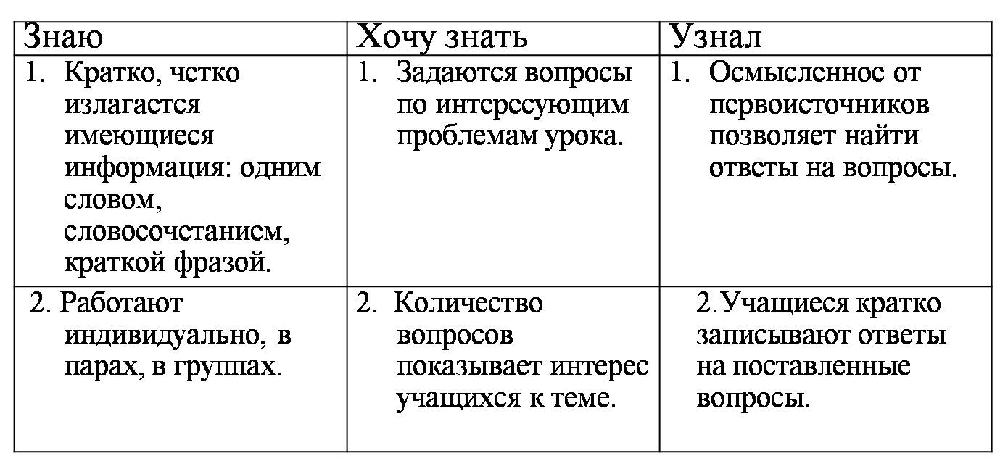 Знаю
Хочу знать
Узнал
1. Кратко, четко
излагается
имеющиеся
информация: одним
словом,
словосочетанием,
краткой фразой.
1. Задаются вопросы
по интересующим
проблемам урока.
1. Осмысленное от
первоисточников
позволяет найти
ответы на вопросы.
2. Работают
индивидуально, в
парах, в группах.
2. Количество
вопросов
показывает интерес
учащихся к теме.
2.Учащиеся кратко
записывают ответы
на поставленные
вопросы.